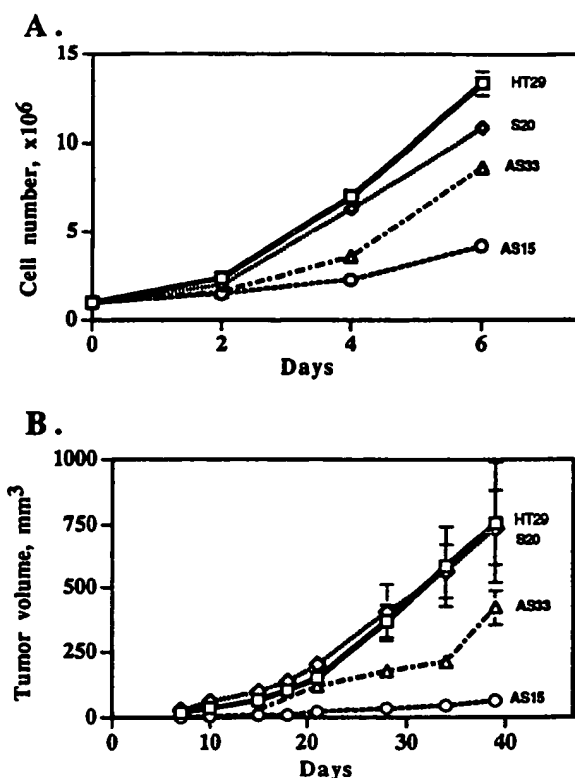 A.
15
10
5
0
Cell number, x10⁶
HT29
S20
AS33
AS15
0 2 4 6
Days
B.
1000
750
500
250
0
Tumor volume, mm³
HT29
S20
AS33
AS15
0 10 20 30 40
Days